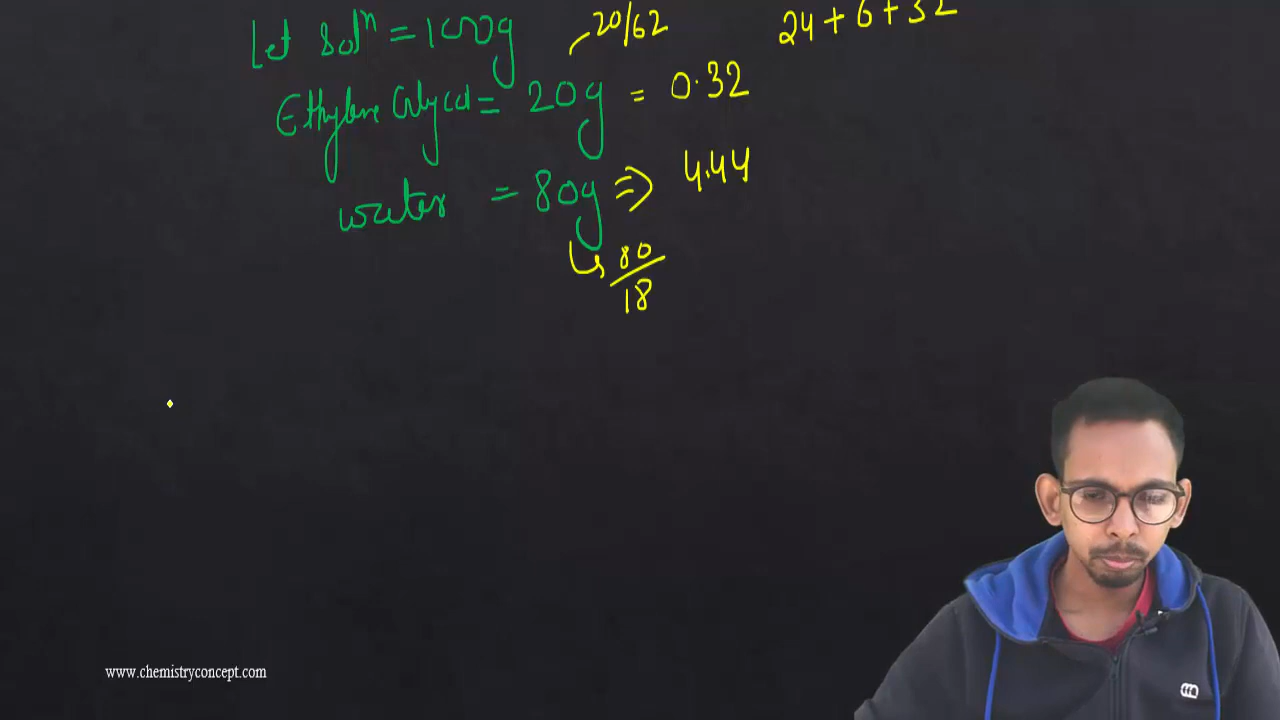 Let Solⁿ = 100g
20/62
24 + 6 + 32
Ethylene Glycol = 20g = 0.32
water = 80g ⇒ 4.44
↳ 80/18
www.chemistryconcept.com